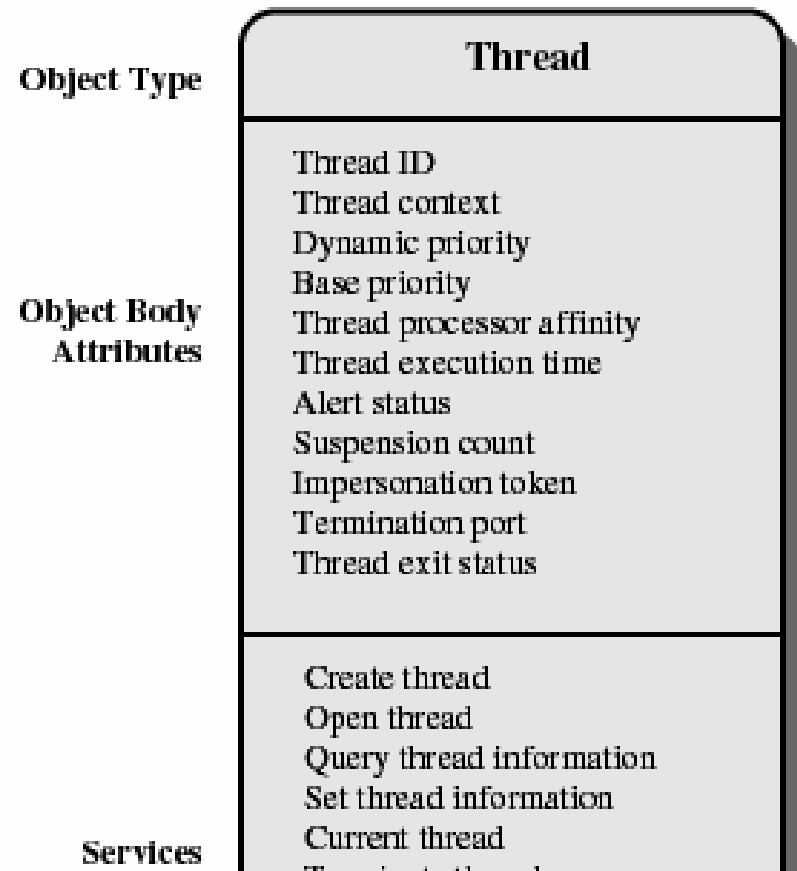 Thread
Object Type
Thread ID
Thread context
Dynamic priority
Base priority
Object Body
Attributes
Thread processor affinity
Thread execution time
Alert status
Suspension count
Impersonation token
Termination port
Thread exit status
Create thread
Open thread
Query thread information
Set thread information
Current thread
Services